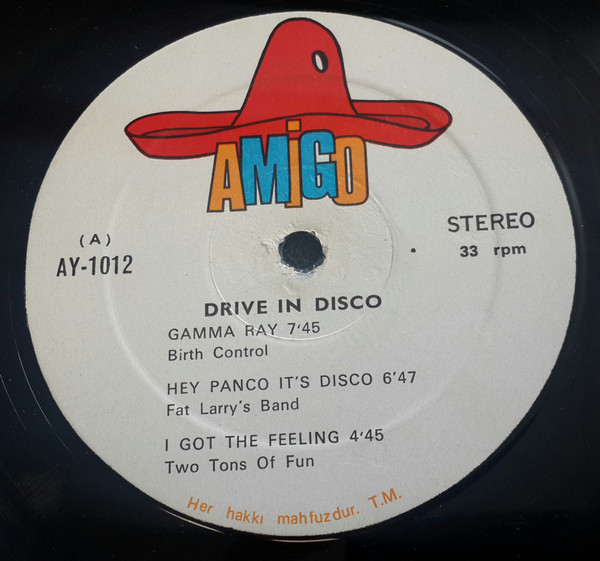 AMiGO
(A)
AY-1012
STEREO
33 rpm
DRIVE IN DISCO
GAMMA RAY 7'45
Birth Control
HEY PANCO IT'S DISCO 6'47
Fat Larry's Band
I GOT THE FEELING 4'45
Two Tons Of Fun
Her hakkı mahfuzdur. T.M.